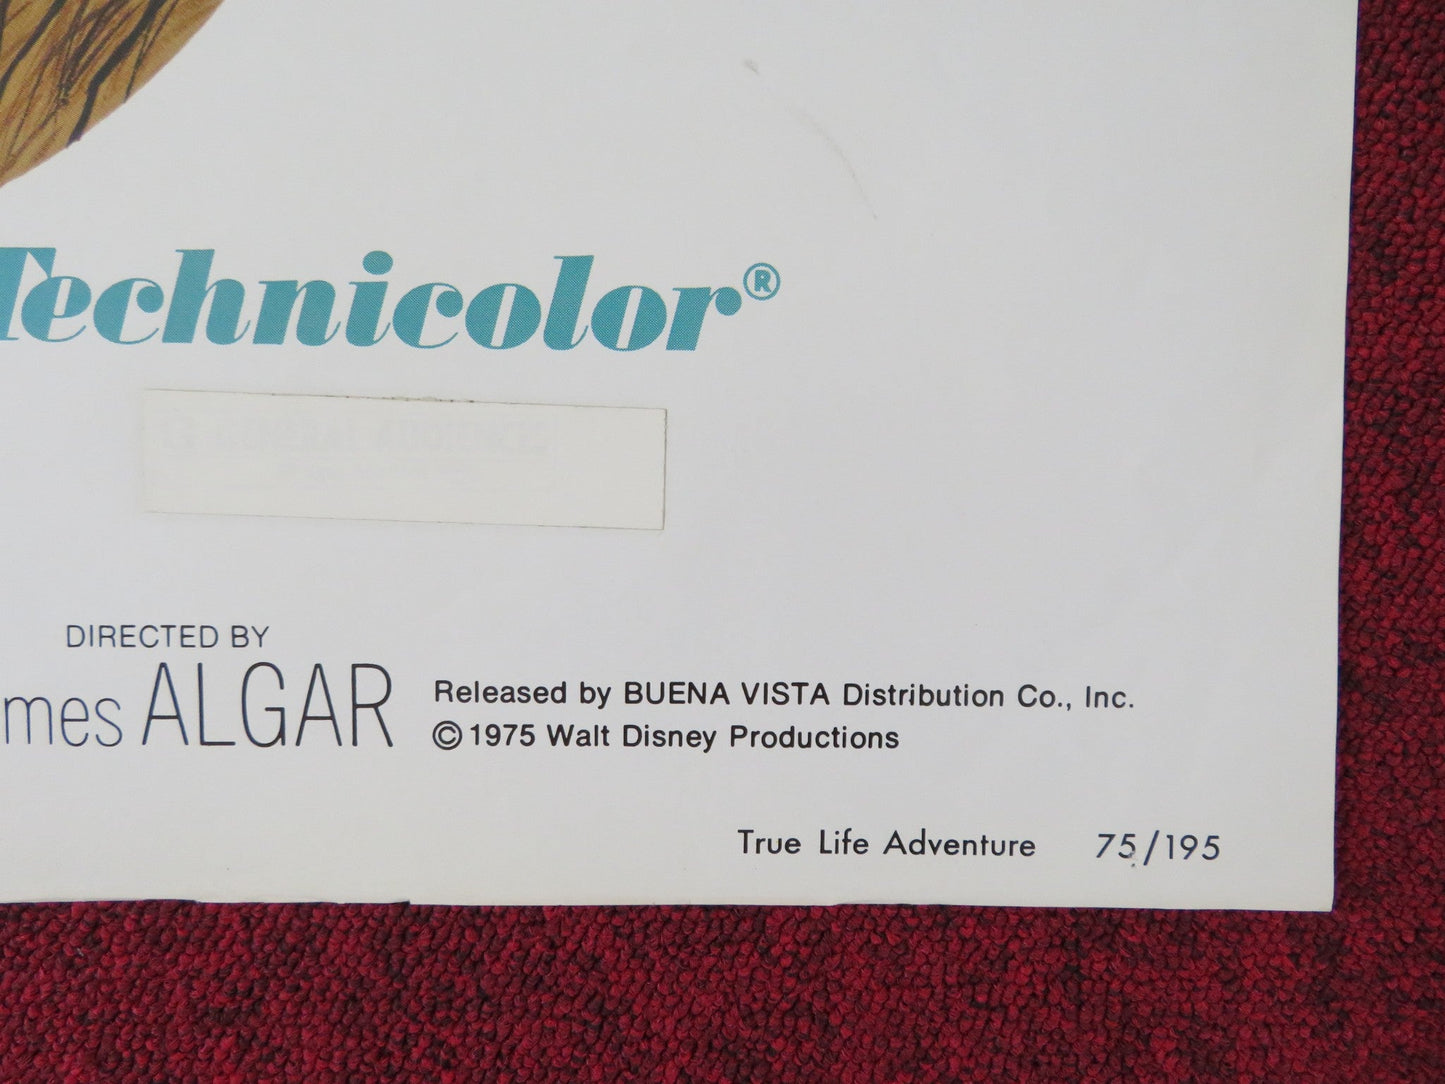 Technicolor®
DIRECTED BY
mes ALGAR
Released by BUENA VISTA Distribution Co., Inc.
© 1975 Walt Disney Productions
True Life Adventure 75/195